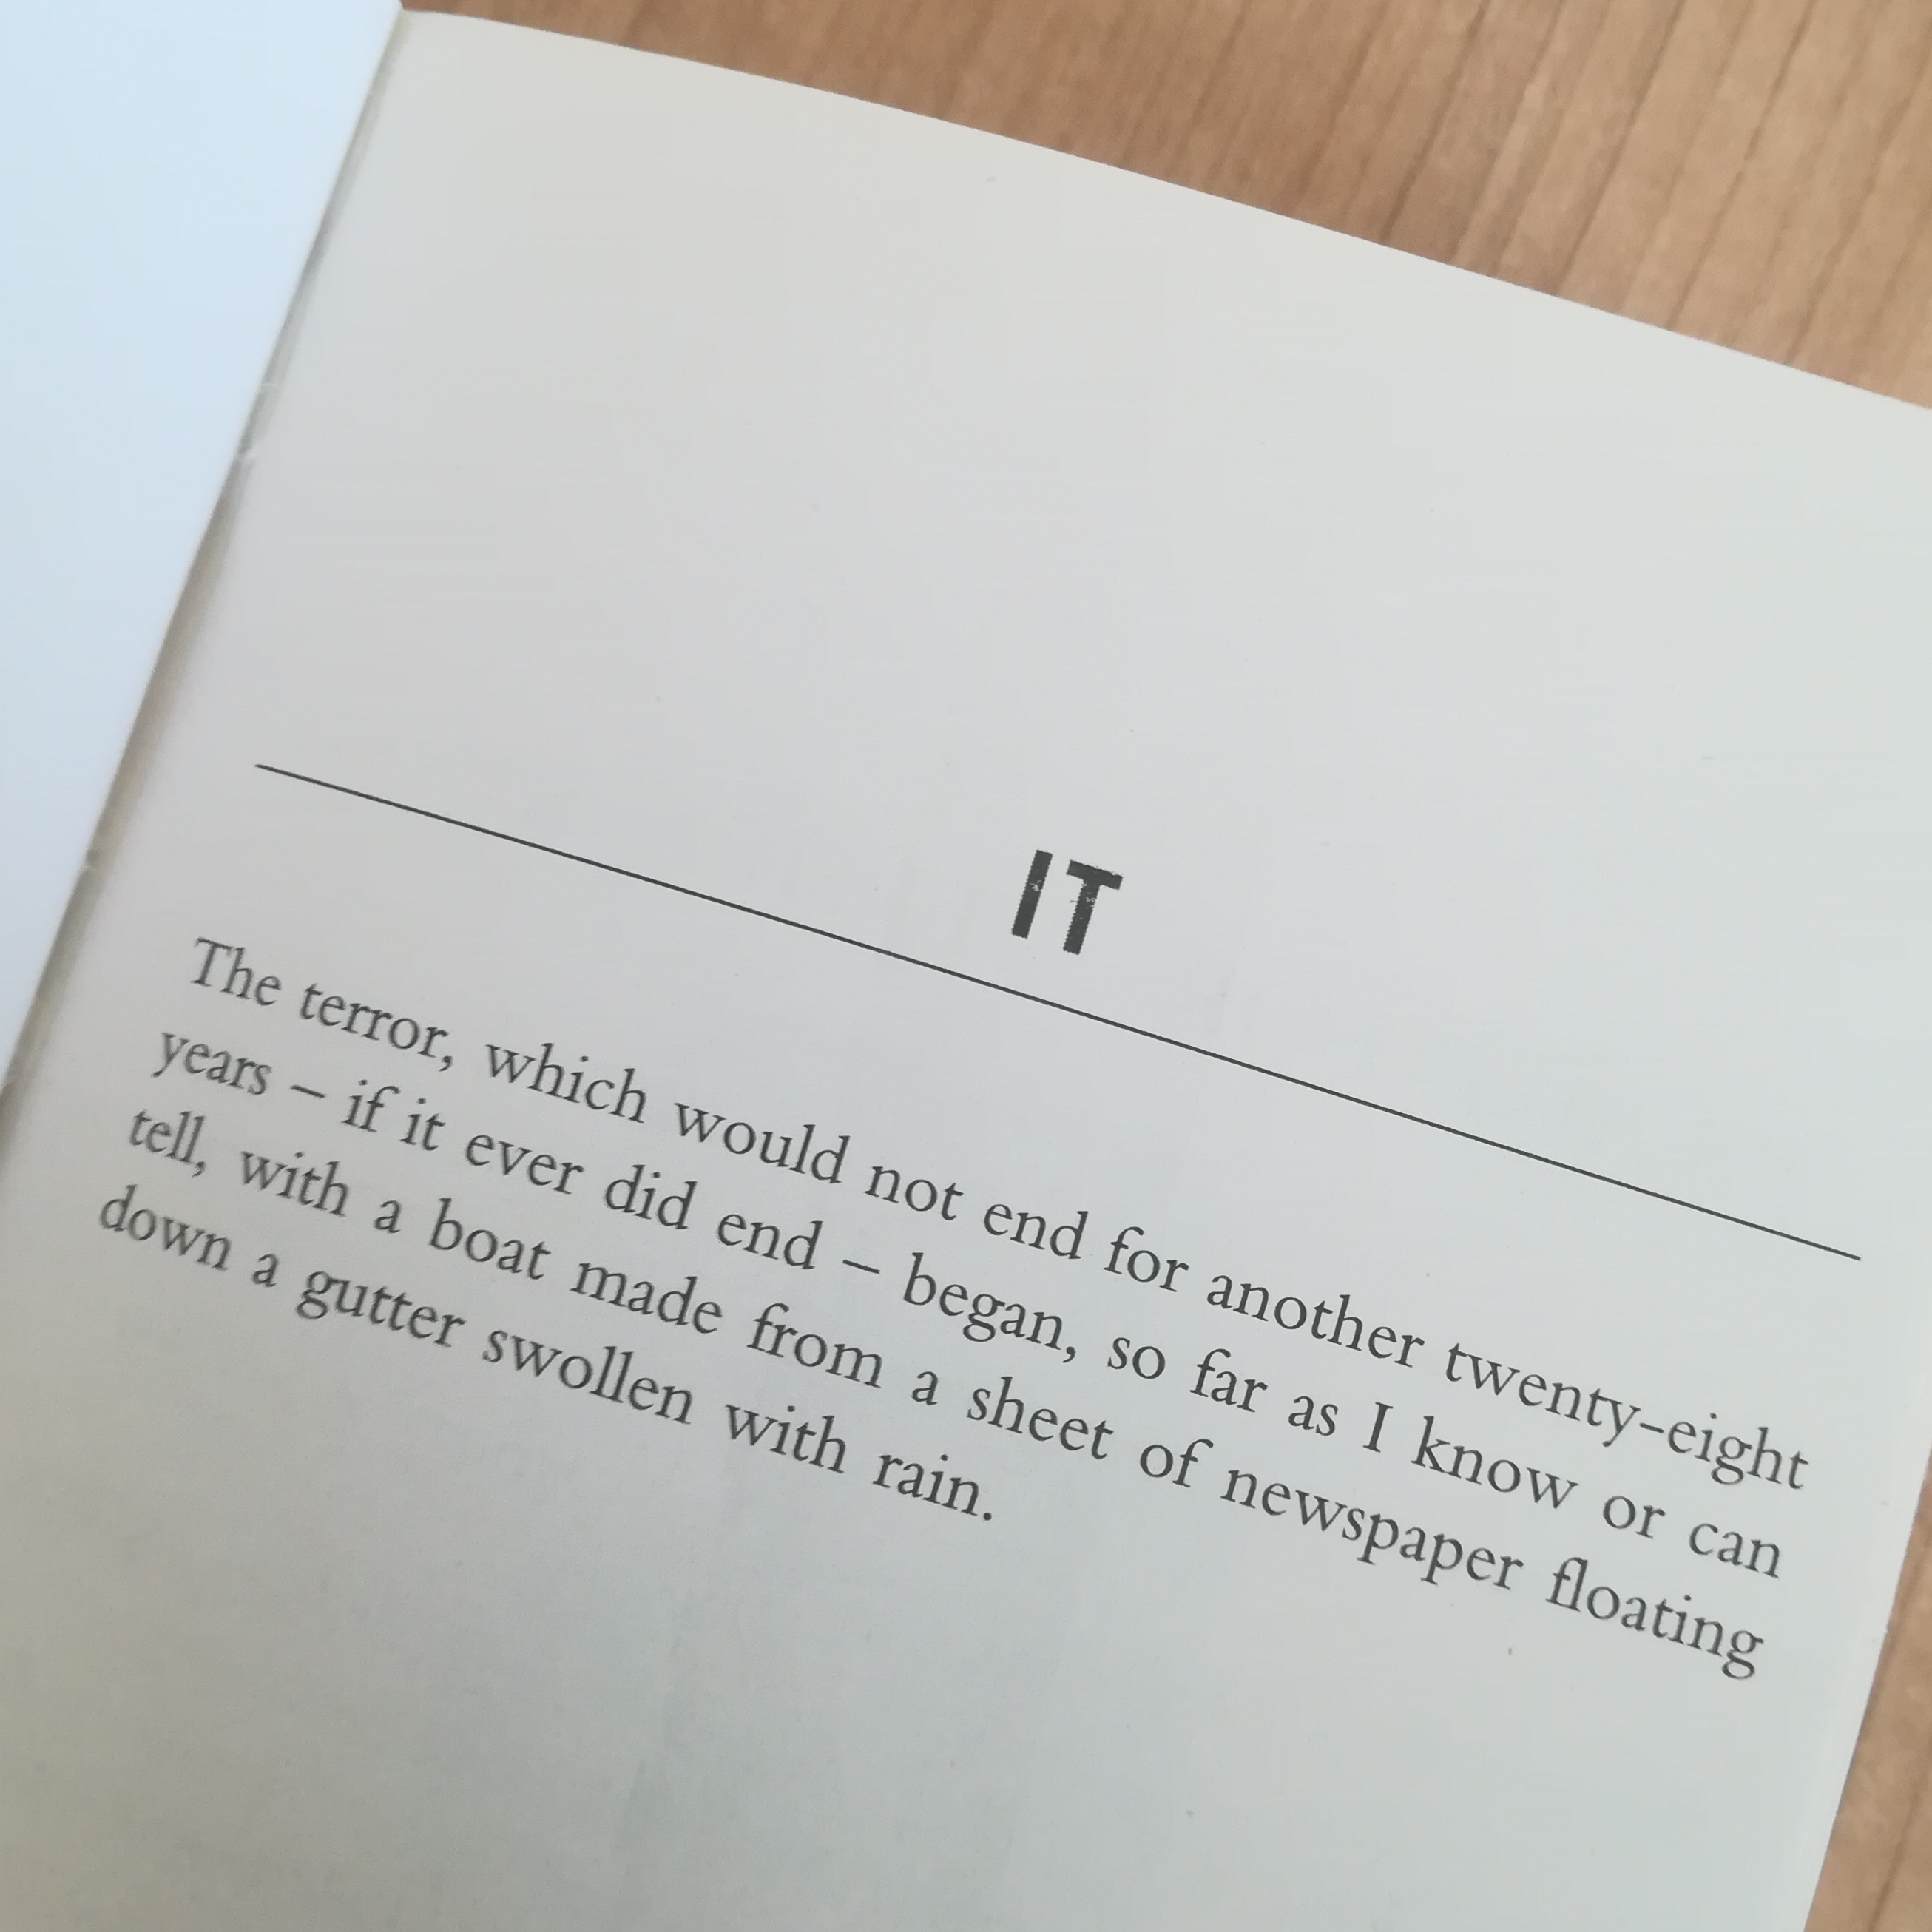 IT
The terror, which would not end for another twenty-eight
years – if it ever did end – began, so far as I know or can
tell, with a boat made from a sheet of newspaper floating
down a gutter swollen with rain.